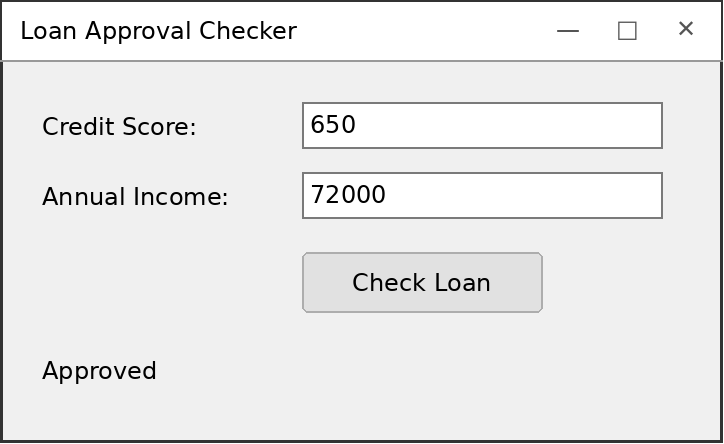 Loan Approval Checker
Credit Score: 650
Annual Income: 72000
Check Loan
Approved